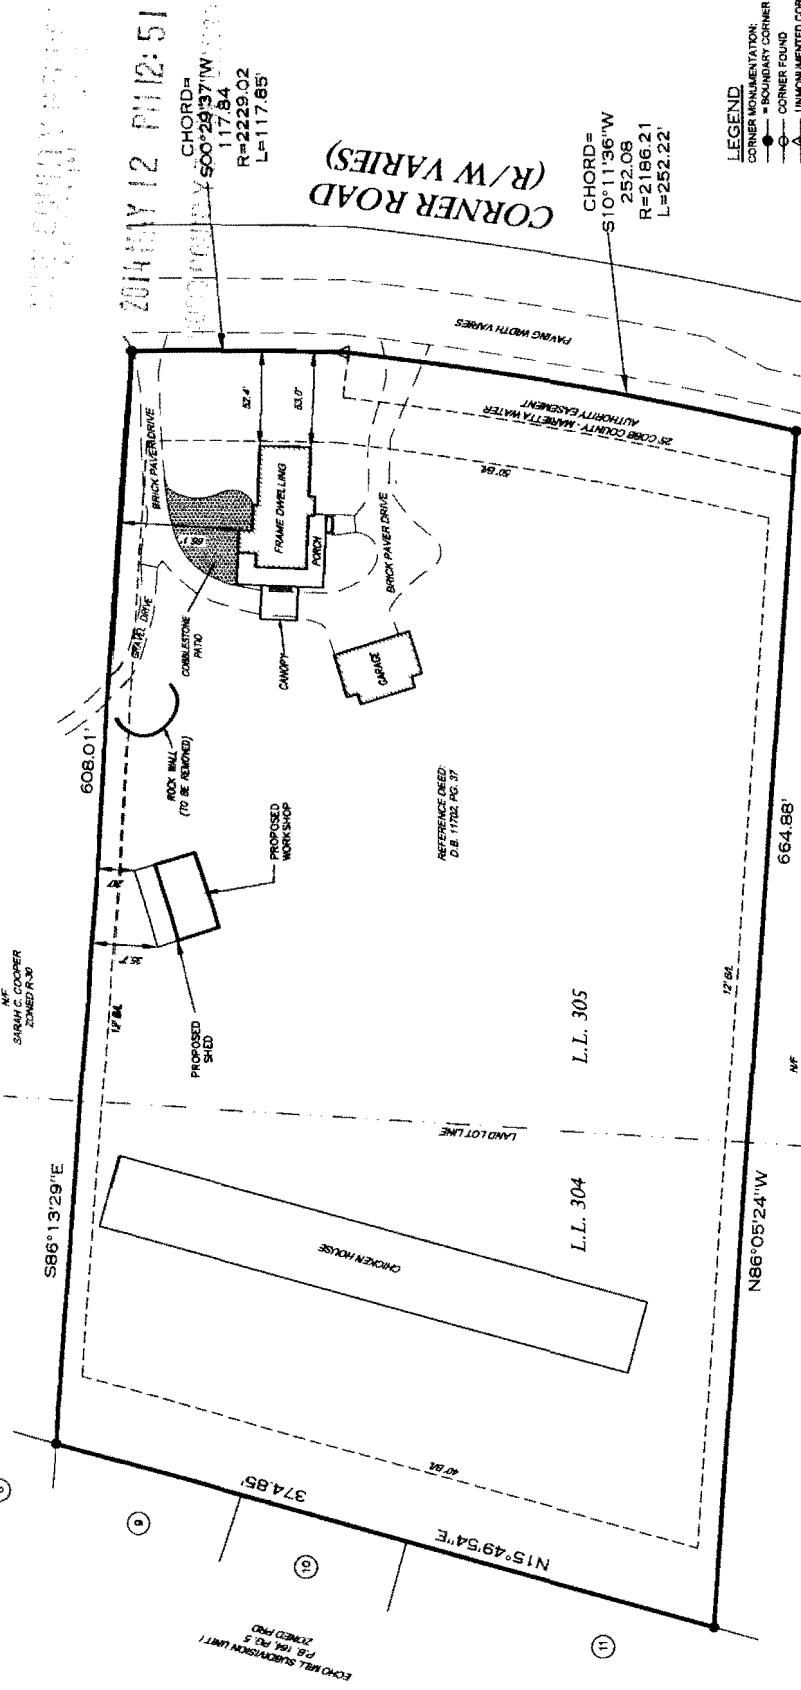 2014 MAY 12 PM 12:51
CHORD=
S00°29'37"W
117.84
R=2229.02
L=117.85'
CORNER ROAD
(R/W VARIES)
CHORD=
S10°11'36"W
252.08
R=2186.21
L=252.22'
LEGEND
CORNER MONUMENTATION:
= BOUNDARY CORNER
CORNER FOUND
PAVING WIDTH VARIES
25' COBB COUNTY - MARIETTA WATER
AUTHORITY EASEMENT
50' B/L
BRICK PAVER DRIVE
52.4'
53.0'
FRAME DWELLING
PORCH
BRICK PAVER DRIVE
GRAVEL DRIVE
COBBLESTONE
PATIO
CANOPY
GARAGE
608.01'
ROCK WALL
(TO BE REMOVED)
PROPOSED
WORKSHOP
REFERENCE DEED:
D.B. 11702, PG. 37
664.88'
N/F
SARAH C. COOPER
ZONED R-30
12' B/L
35.7'
PROPOSED
SHED
L.L. 305
12' B/L
N/F
LAND LOT LINE
S86°13'29"E
CHICKEN HOUSE
L.L. 304
N86°05'24"W
40' B/L
374.85'
N15°49'54"E
9
10
11
ECHO MILL SUBDIVISION UNIT I
P.B. 164, PG. 5
ZONED PRD